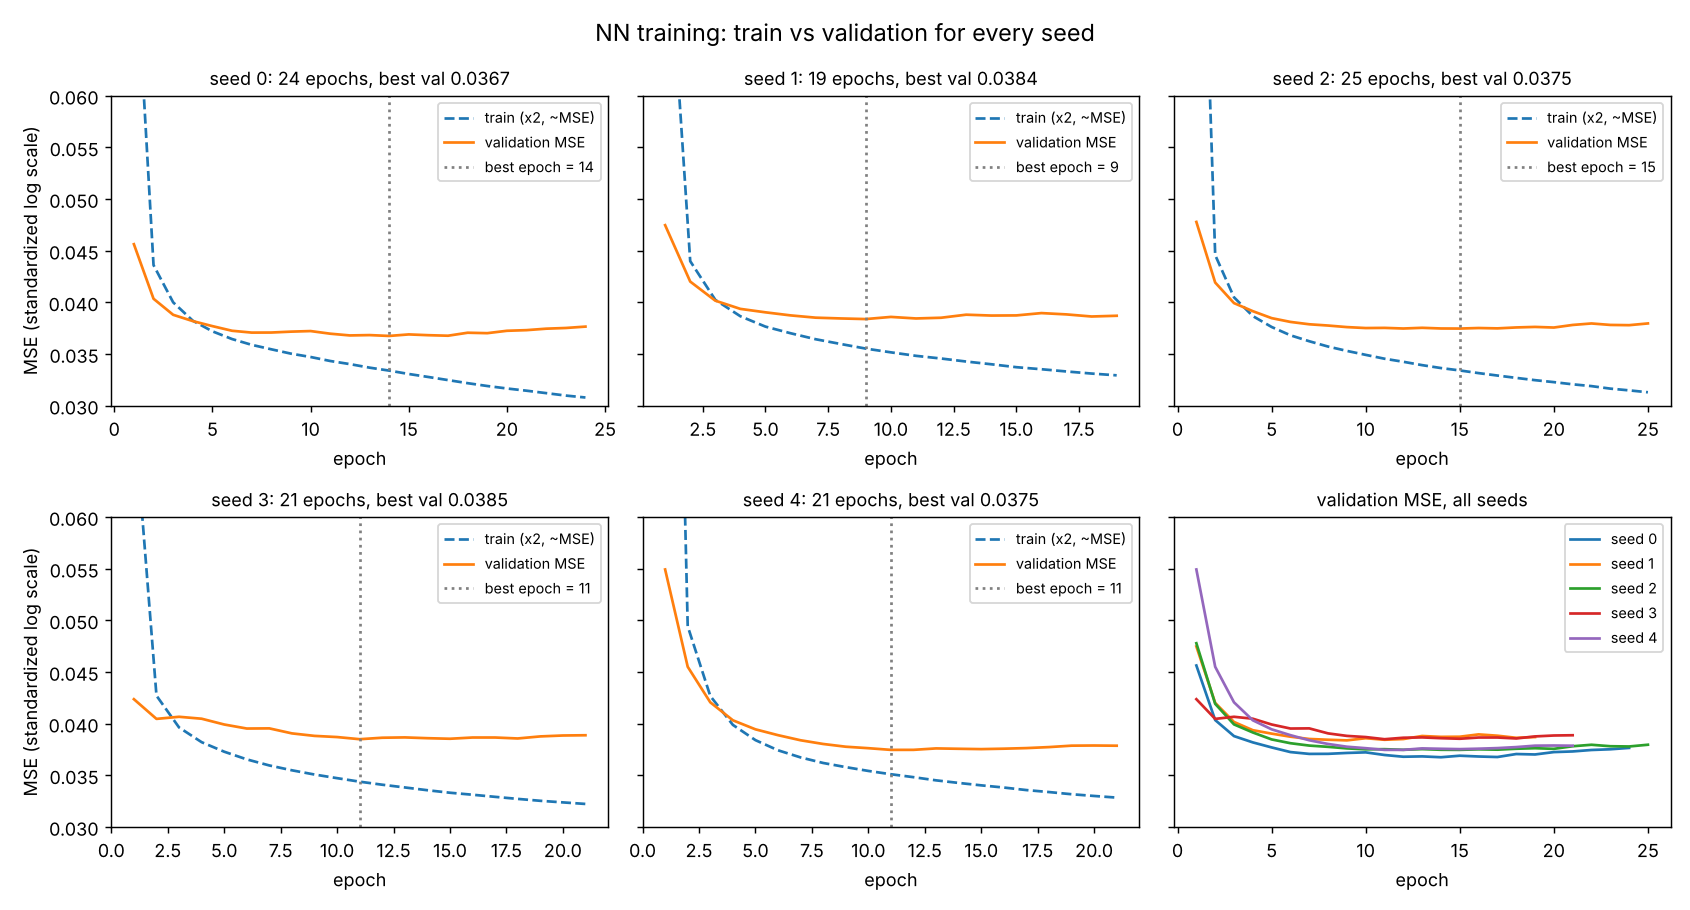 NN training: train vs validation for every seed
seed 0: 24 epochs, best val 0.0367
MSE (standardized log scale)
0.060
0.055
0.050
0.045
0.040
0.035
0.030
train (x2, ~MSE)
validation MSE
best epoch = 14
0 5 10 15 20 25
epoch
seed 1: 19 epochs, best val 0.0384
train (x2, ~MSE)
validation MSE
best epoch = 9
2.5 5.0 7.5 10.0 12.5 15.0 17.5
epoch
seed 2: 25 epochs, best val 0.0375
train (x2, ~MSE)
validation MSE
best epoch = 15
0 5 10 15 20 25
epoch
seed 3: 21 epochs, best val 0.0385
MSE (standardized log scale)
0.060
0.055
0.050
0.045
0.040
0.035
0.030
train (x2, ~MSE)
validation MSE
best epoch = 11
0.0 2.5 5.0 7.5 10.0 12.5 15.0 17.5 20.0
epoch
seed 4: 21 epochs, best val 0.0375
train (x2, ~MSE)
validation MSE
best epoch = 11
0.0 2.5 5.0 7.5 10.0 12.5 15.0 17.5 20.0
epoch
validation MSE, all seeds
seed 0
seed 1
seed 2
seed 3
seed 4
0 5 10 15 20 25
epoch